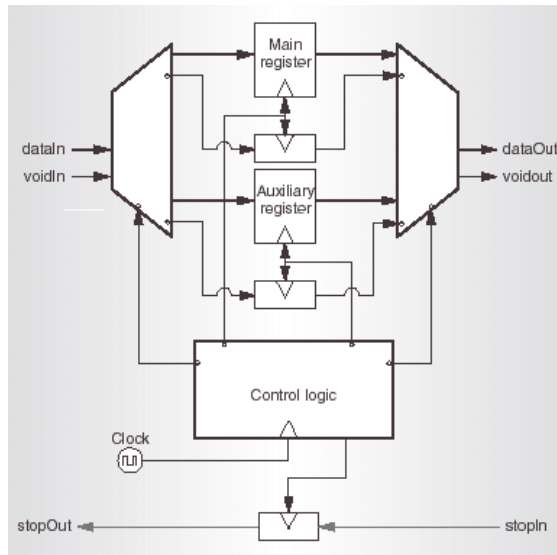 Main
register
dataIn
voidIn
dataOut
voidout
Auxiliary
register
Control logic
Clock
stopOut
stopIn